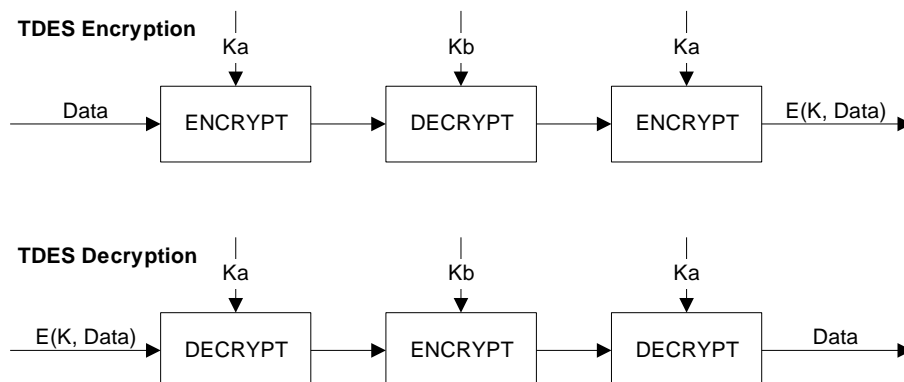 TDES Encryption
Ka Kb Ka
Data ENCRYPT DECRYPT ENCRYPT E(K, Data)
TDES Decryption
Ka Kb Ka
E(K, Data) DECRYPT ENCRYPT DECRYPT Data